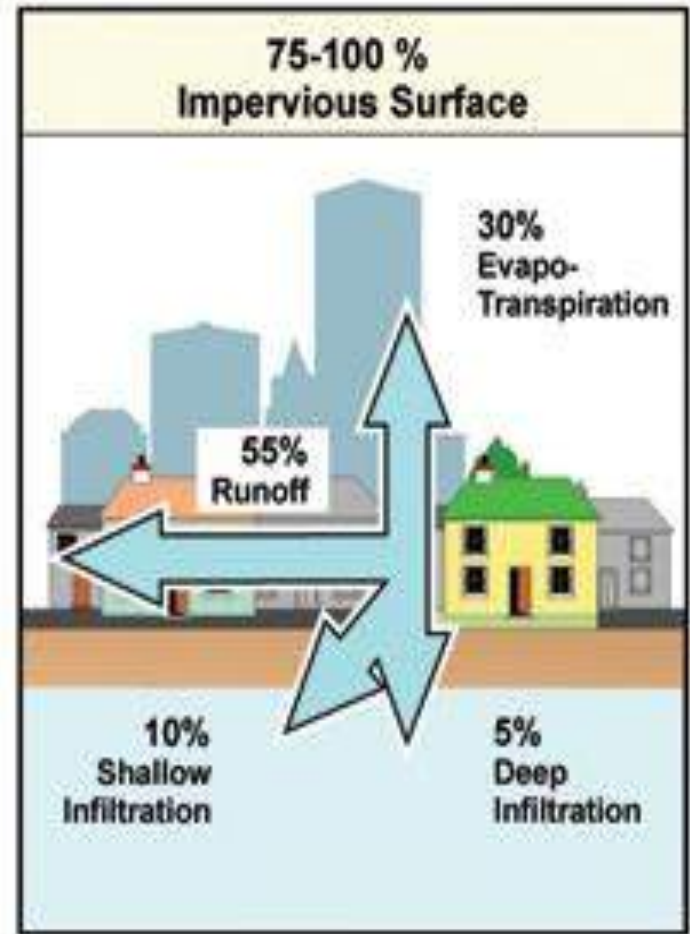 75-100 %
Impervious Surface
30%
Evapo-
Transpiration
55%
Runoff
10%
Shallow
Infiltration
5%
Deep
Infiltration